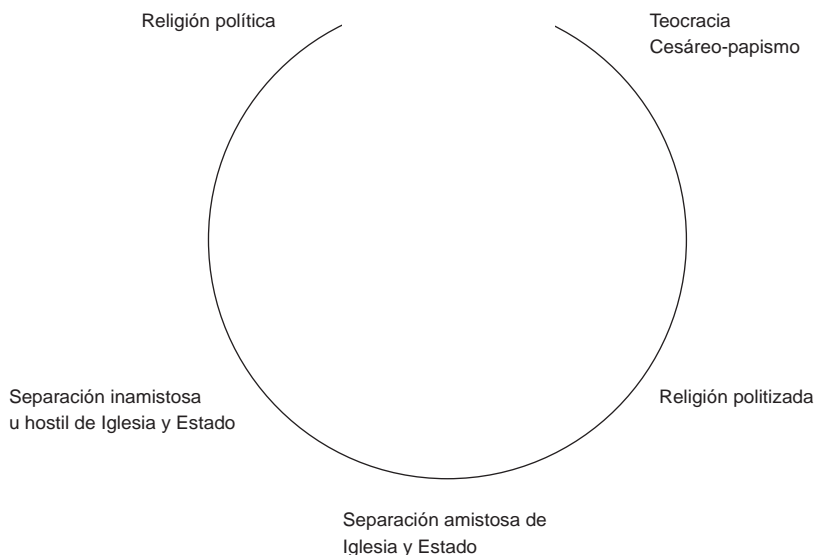 Religión política
Teocracia
Cesáreo-papismo
Separación inamistosa
u hostil de Iglesia y Estado
Religión politizada
Separación amistosa de
Iglesia y Estado